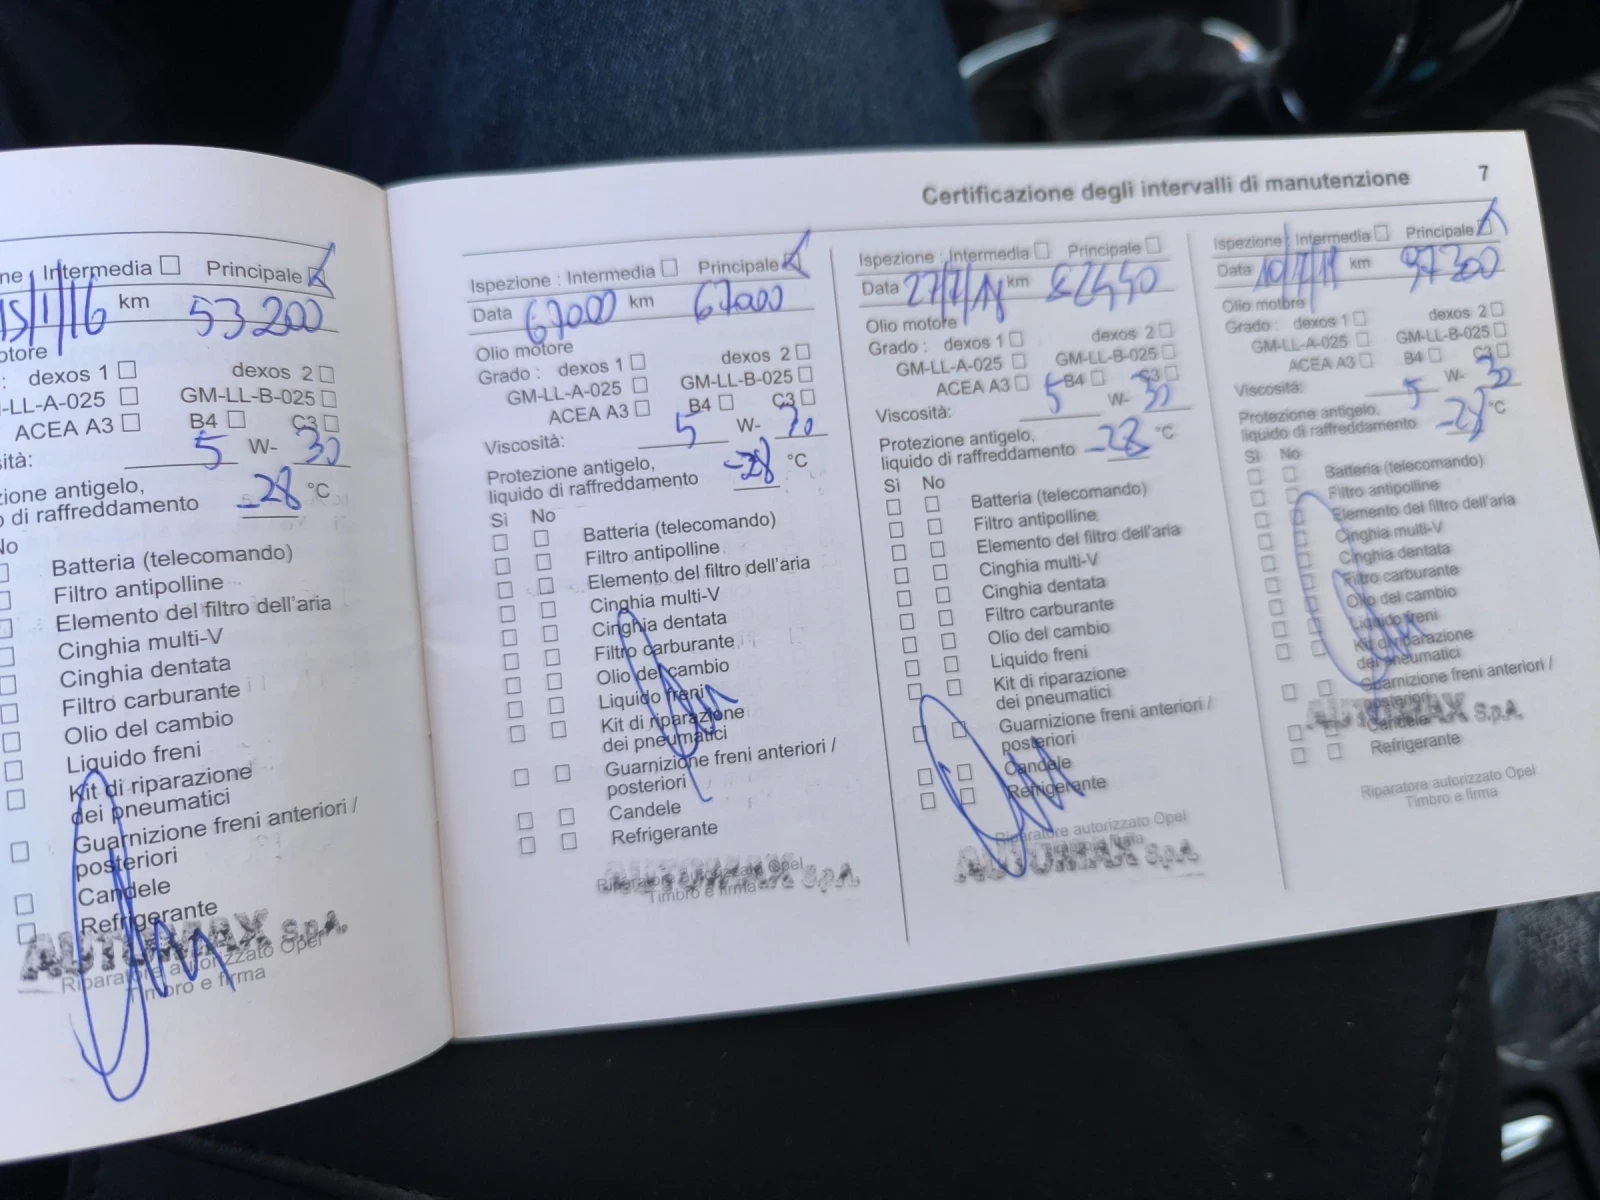 ne Intermedia Principale
15/1/16 km 53200
otore
: dexos 1 dexos 2
-LL-A-025 GM-LL-B-025
ACEA A3 B4 C3
sità: 5 W- 30
zione antigelo,
o di raffreddamento -28 °C
No
Batteria (telecomando)
Filtro antipolline
Elemento del filtro dell'aria
Cinghia multi-V
Cinghia dentata
Filtro carburante
Olio del cambio
Liquido freni
Kit di riparazione
dei pneumatici
Guarnizione freni anteriori /
posteriori
Candele
Refrigerante
AUTOMAX S.p.A.
Riparatore autorizzato Opel
Timbro e firma
Certificazione degli intervalli di manutenzione 7
Ispezione : Intermedia Principale
Data 67000 km 67000
Olio motore
Grado : dexos 1 dexos 2
GM-LL-A-025 GM-LL-B-025
ACEA A3 B4 C3
Viscosità: 5 W- 30
Protezione antigelo,
liquido di raffreddamento -28 °C
Sì No
Batteria (telecomando)
Filtro antipolline
Elemento del filtro dell'aria
Cinghia multi-V
Cinghia dentata
Filtro carburante
Olio del cambio
Liquido freni
Kit di riparazione
dei pneumatici
Guarnizione freni anteriori /
posteriori
Candele
Refrigerante
AUTOMAX S.p.A.
Riparatore autorizzato Opel
Timbro e firma
Ispezione : Intermedia Principale
Data 27/7/18 km 82440
Olio motore
Grado : dexos 1 dexos 2
GM-LL-A-025 GM-LL-B-025
ACEA A3 B4 C3
Viscosità: 5 W- 30
Protezione antigelo,
liquido di raffreddamento -28 °C
Sì No
Batteria (telecomando)
Filtro antipolline
Elemento del filtro dell'aria
Cinghia multi-V
Cinghia dentata
Filtro carburante
Olio del cambio
Liquido freni
Kit di riparazione
dei pneumatici
Guarnizione freni anteriori /
posteriori
Candele
Refrigerante
Riparatore autorizzato Opel
Timbro e firma
AUTOMAX S.p.A.
Ispezione : Intermedia Principale
Data km 97300
Olio motore
Grado : dexos 1 dexos 2
GM-LL-A-025 GM-LL-B-025
ACEA A3 B4 C3
Viscosità: 5 W- 30
Protezione antigelo,
liquido di raffreddamento -28 °C
Sì No
Batteria (telecomando)
Filtro antipolline
Elemento del filtro dell'aria
Cinghia multi-V
Cinghia dentata
Filtro carburante
Olio del cambio
Liquido freni
Kit di riparazione
dei pneumatici
Guarnizione freni anteriori /
posteriori
AUTOMAX S.p.A.
Candele
Refrigerante
Riparatore autorizzato Opel
Timbro e firma